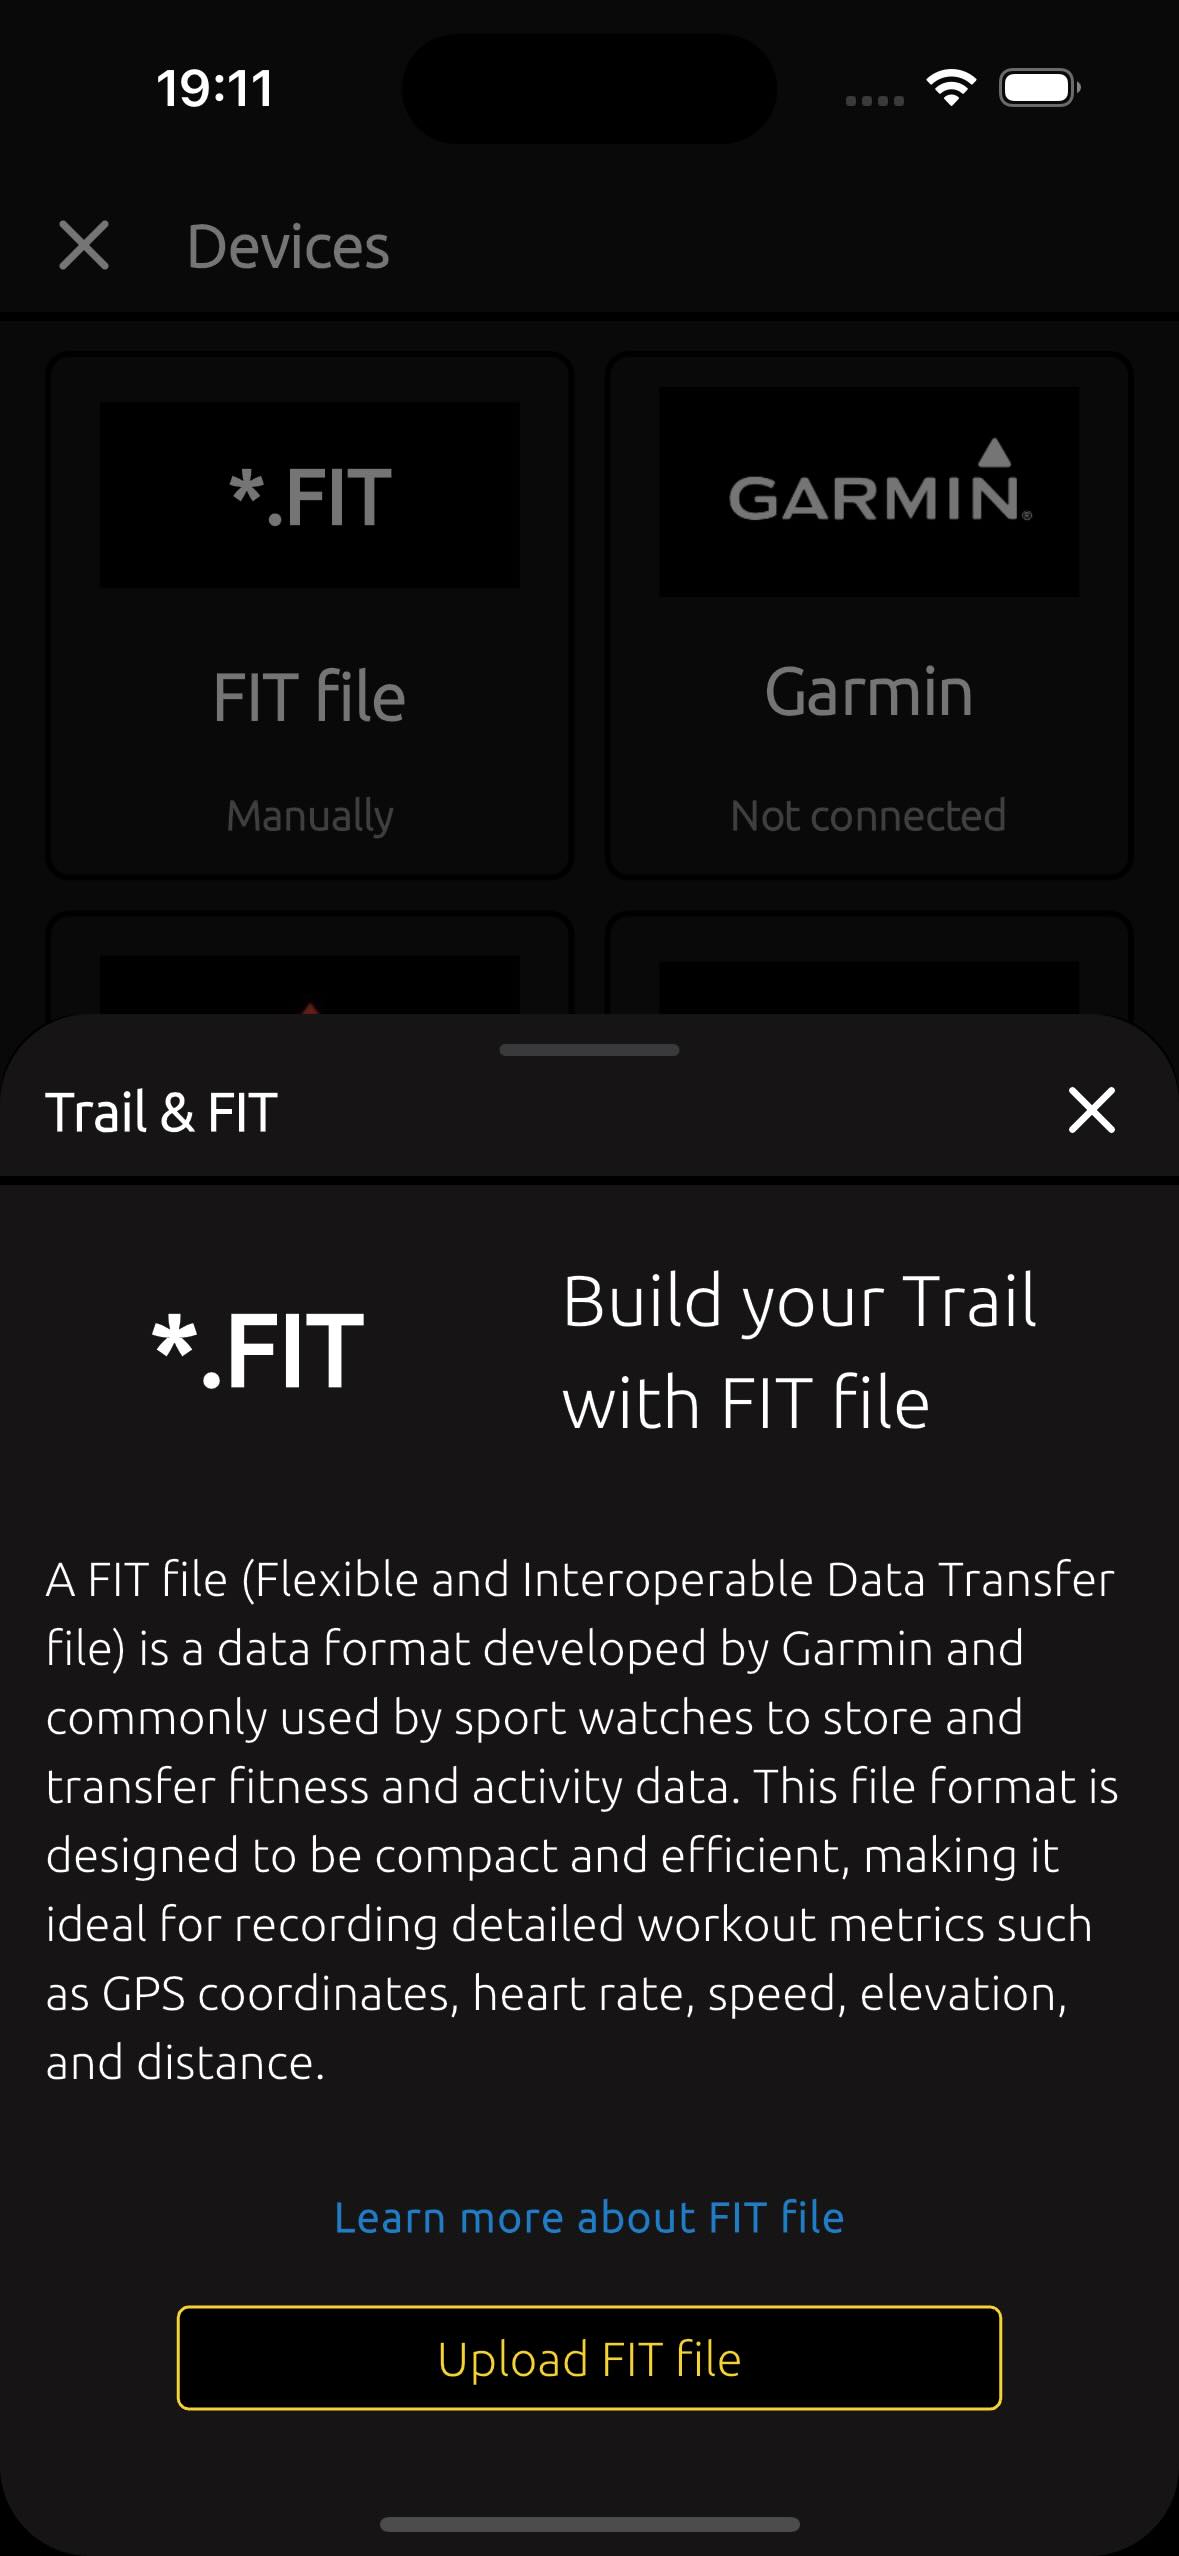 19:11
Devices
*.FIT
GARMIN®
FIT file
Garmin
Manually
Not connected
Trail & FIT
*.FIT
Build your Trail
with FIT file
A FIT file (Flexible and Interoperable Data Transfer
file) is a data format developed by Garmin and
commonly used by sport watches to store and
transfer fitness and activity data. This file format is
designed to be compact and efficient, making it
ideal for recording detailed workout metrics such
as GPS coordinates, heart rate, speed, elevation,
and distance.
Learn more about FIT file
Upload FIT file